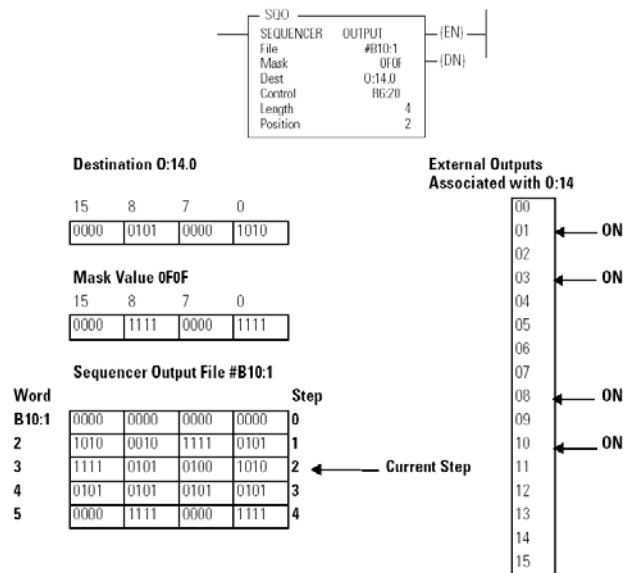 SQO
SEQUENCER OUTPUT
File #B10:1
Mask 0F0F
Dest O:14.0
Control R6:20
Length 4
Position 2
(EN)
(DN)
Destination O:14.0
15 8 7 0
0000 0101 0000 1010
Mask Value 0F0F
15 8 7 0
0000 1111 0000 1111
Sequencer Output File #B10:1
Word Step
B10:1 0000 0000 0000 0000 0
2 1010 0010 1111 0101 1
3 1111 0101 0100 1010 2 Current Step
4 0101 0101 0101 0101 3
5 0000 1111 0000 1111 4
External Outputs
Associated with O:14
00
01 ON
02
03 ON
04
05
06
07
08 ON
09
10 ON
11
12
13
14
15